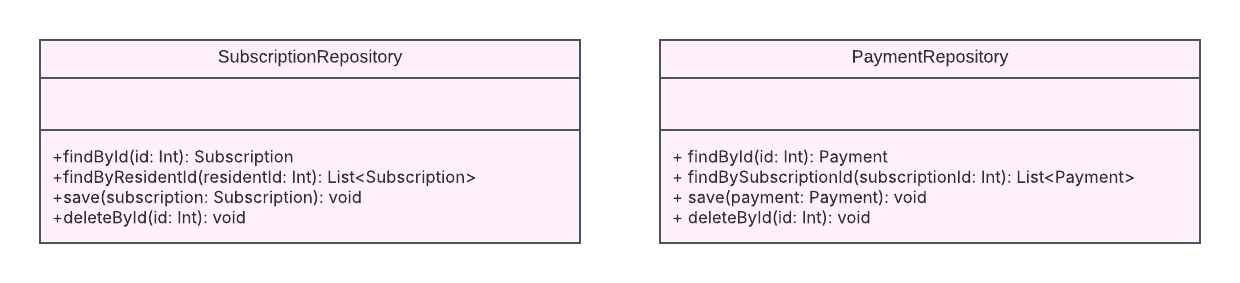 SubscriptionRepository
+findById(id: Int): Subscription
+findByResidentId(residentId: Int): List<Subscription>
+save(subscription: Subscription): void
+deleteById(id: Int): void
PaymentRepository
+ findById(id: Int): Payment
+ findBySubscriptionId(subscriptionId: Int): List<Payment>
+ save(payment: Payment): void
+ deleteById(id: Int): void